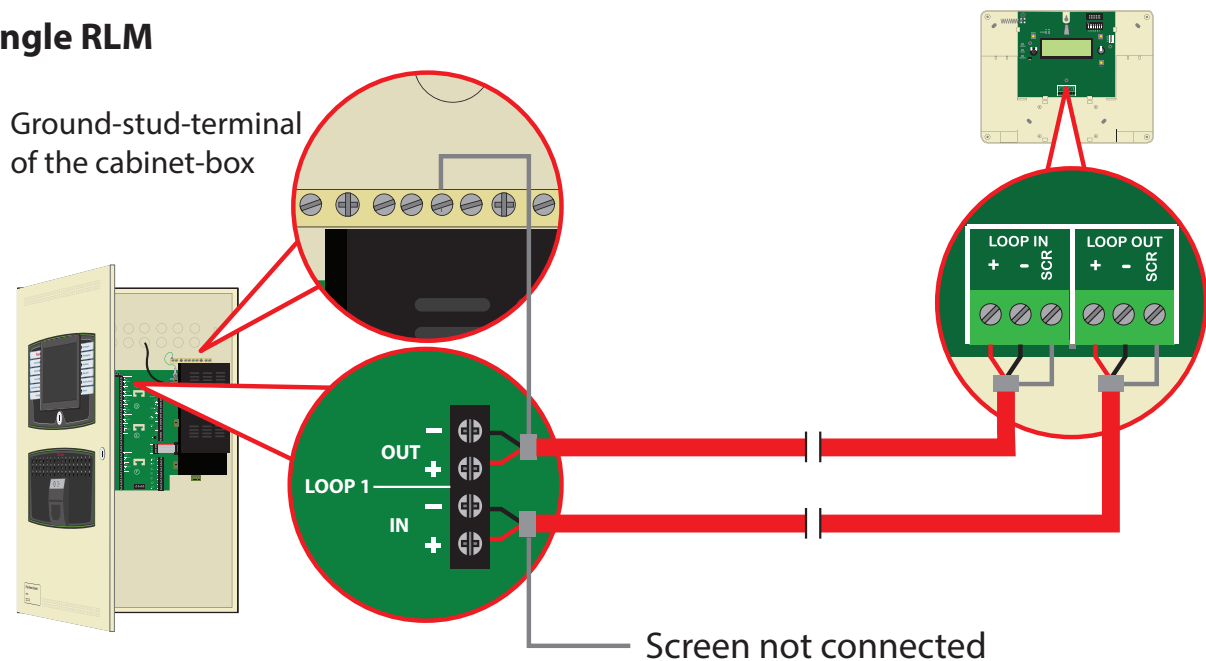 ngle RLM
Ground-stud-terminal
of the cabinet-box
LOOP IN
+ - SCR
LOOP OUT
+ - SCR
-
OUT
+
LOOP 1
-
IN
+
Screen not connected